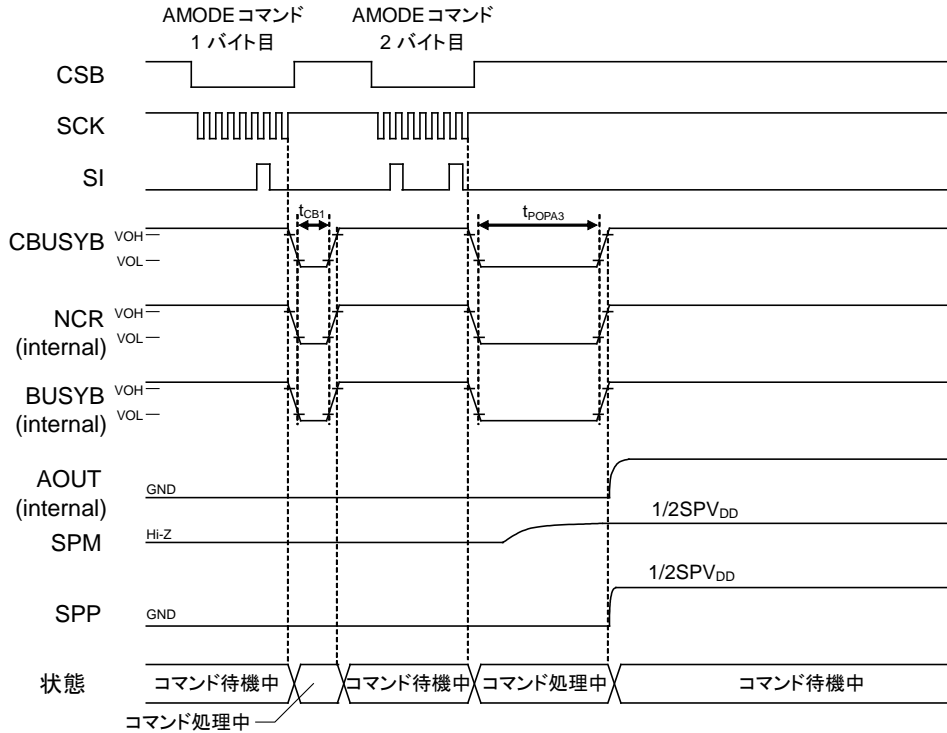 AMODEコマンド
1 バイト目
AMODEコマンド
2 バイト目
CSB
SCK
SI
tCB1
tPOPA3
CBUSYB
VOH
VOL
NCR
(internal)
VOH
VOL
BUSYB
(internal)
VOH
VOL
AOUT
(internal)
GND
SPM
Hi-Z
1/2SPVDD
SPP
GND
1/2SPVDD
状態
コマンド待機中
コマンド待機中
コマンド処理中
コマンド待機中
コマンド処理中